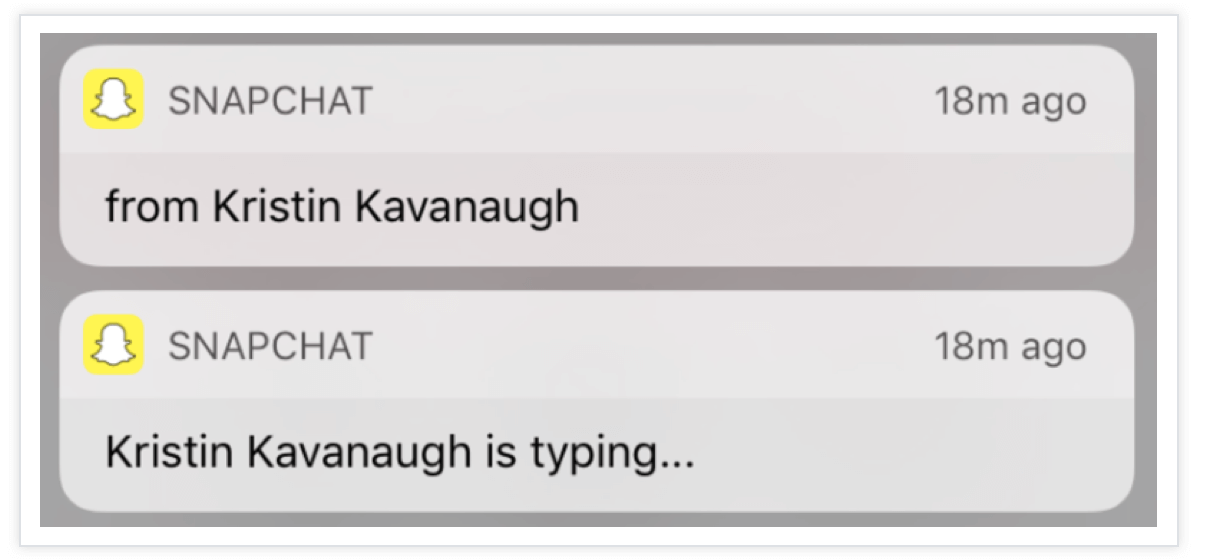 SNAPCHAT 18m ago
from Kristin Kavanaugh
SNAPCHAT 18m ago
Kristin Kavanaugh is typing...